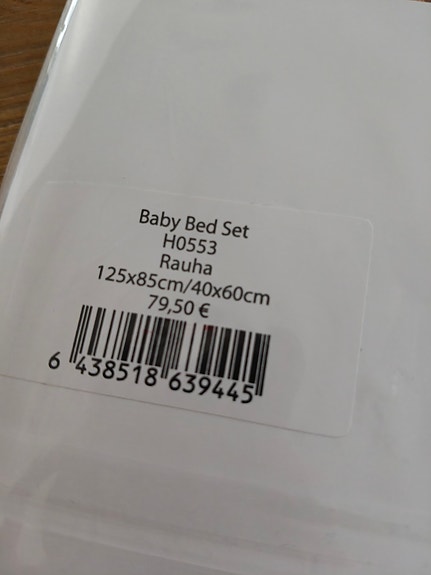 Baby Bed Set
H0553
Rauha
125x85cm/40x60cm
79,50 €
6 438518 639445